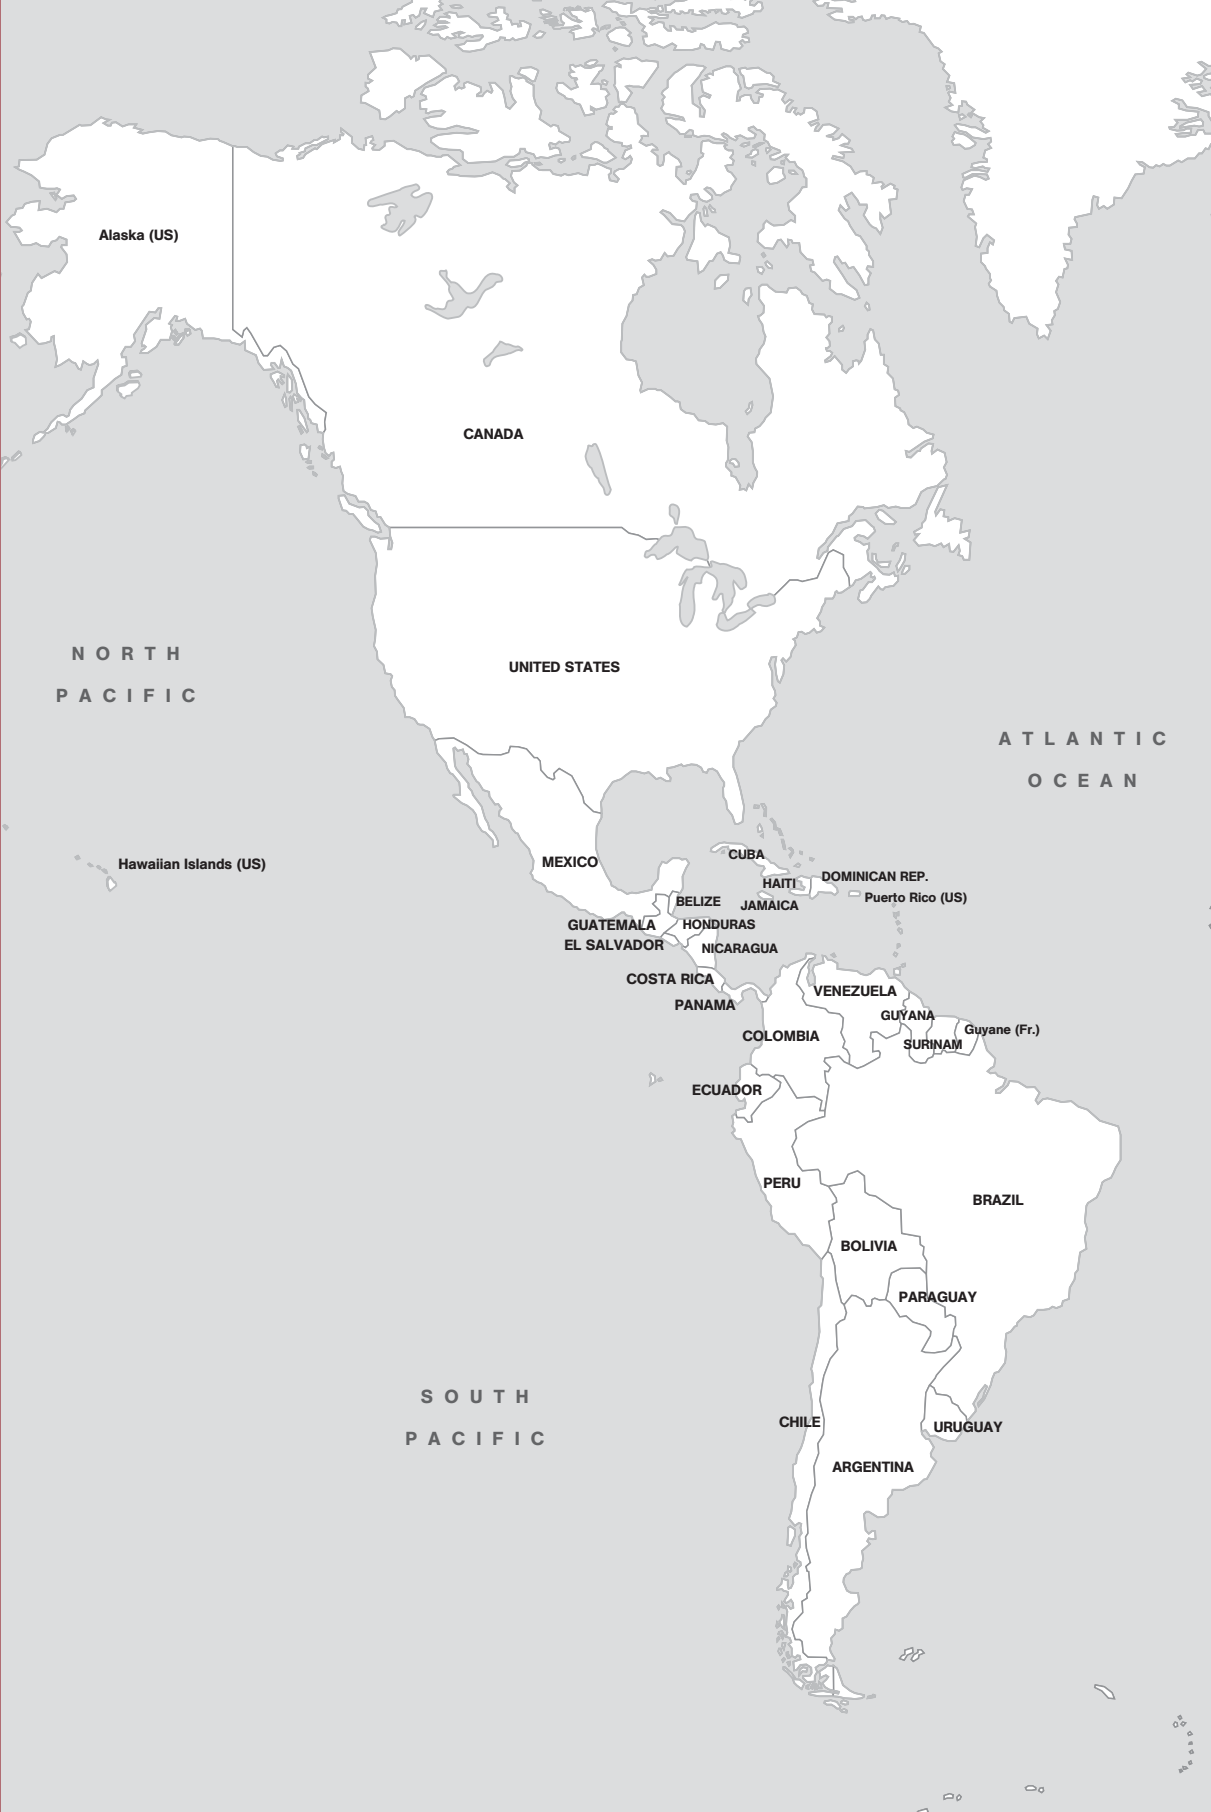 Alaska (US)
CANADA
NORTH
PACIFIC
UNITED STATES
ATLANTIC
OCEAN
Hawaiian Islands (US)
MEXICO
CUBA
HAITI
DOMINICAN REP.
JAMAICA
Puerto Rico (US)
BELIZE
GUATEMALA
HONDURAS
EL SALVADOR
NICARAGUA
COSTA RICA
PANAMA
VENEZUELA
GUYANA
Guyane (Fr.)
COLOMBIA
SURINAM
ECUADOR
PERU
BRAZIL
BOLIVIA
PARAGUAY
SOUTH
PACIFIC
CHILE
URUGUAY
ARGENTINA